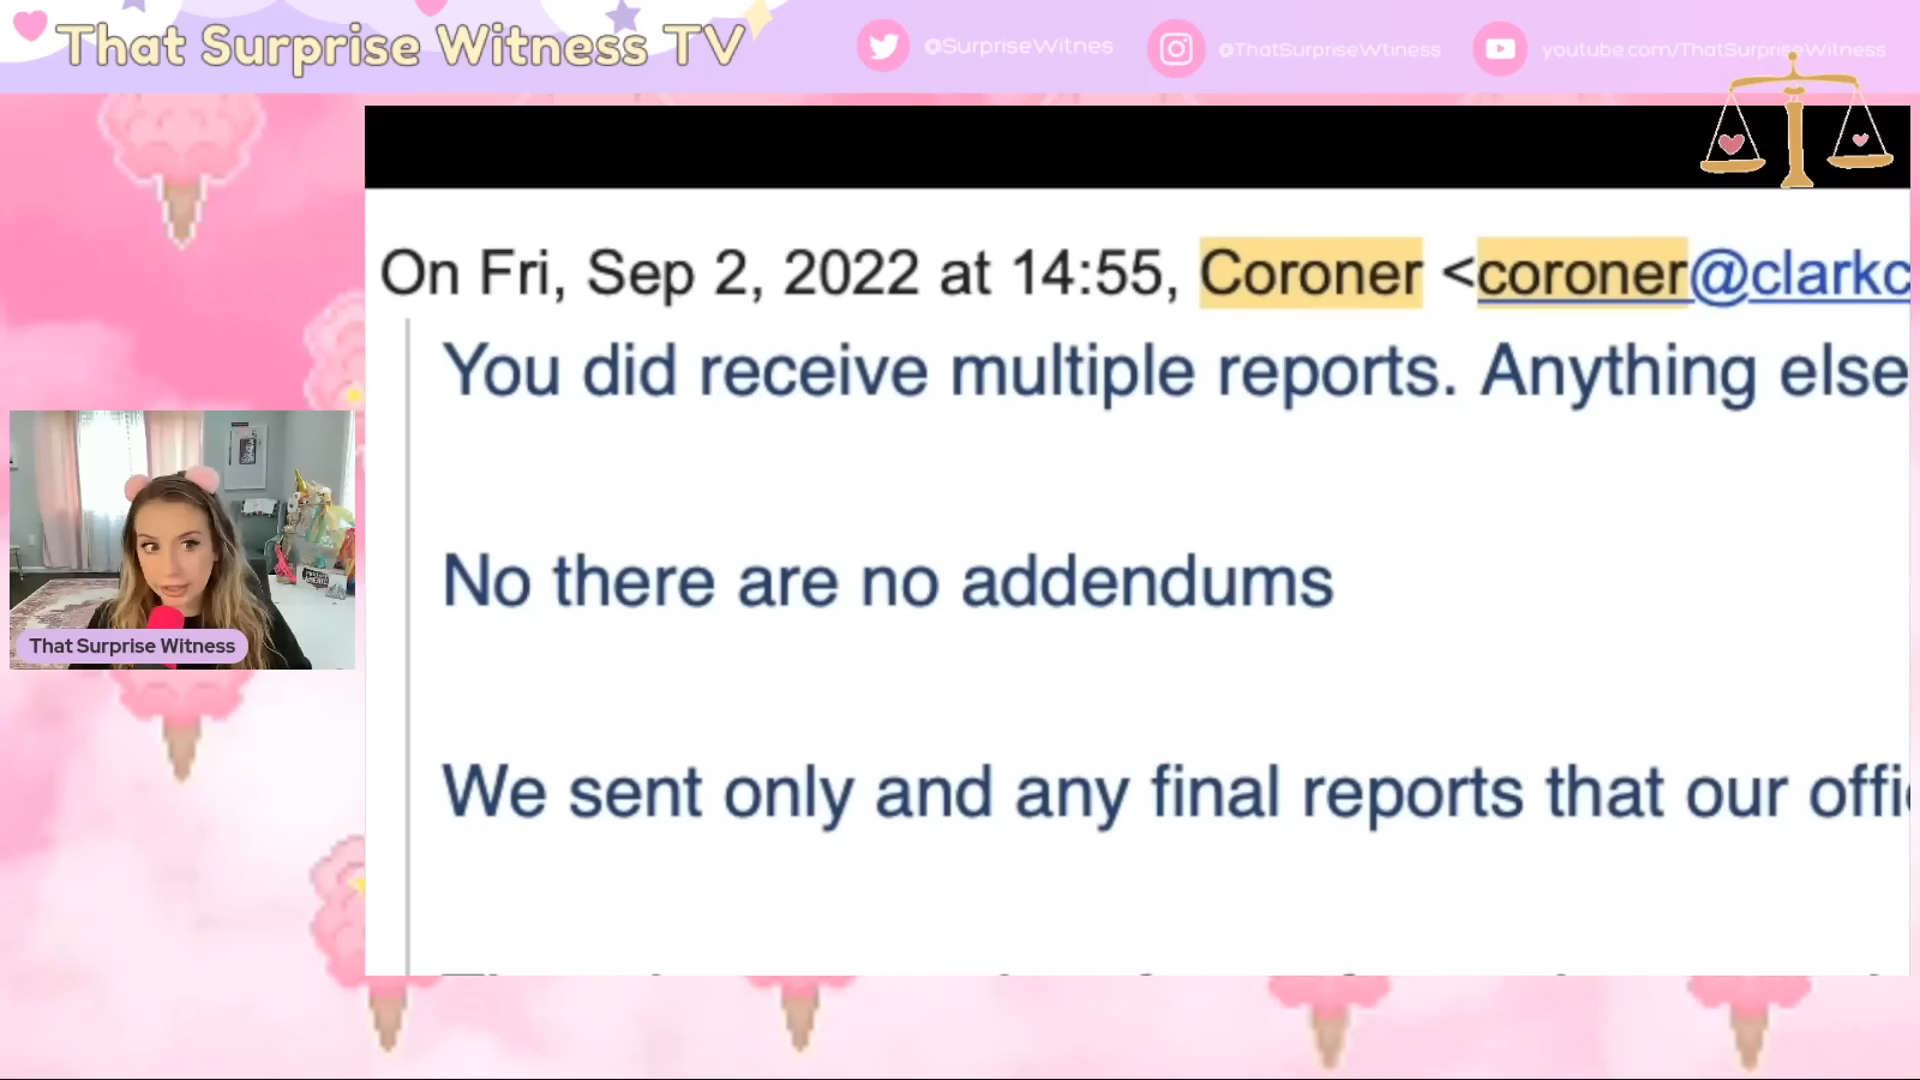 That Surprise Witness TV
@SurpriseWitnes
@ThatSurpriseWtiness
youtube.com/ThatSurpriseWitness
On Fri, Sep 2, 2022 at 14:55, Coroner <coroner@clarkc
You did receive multiple reports. Anything else
No there are no addendums
We sent only and any final reports that our offi
That Surprise Witness